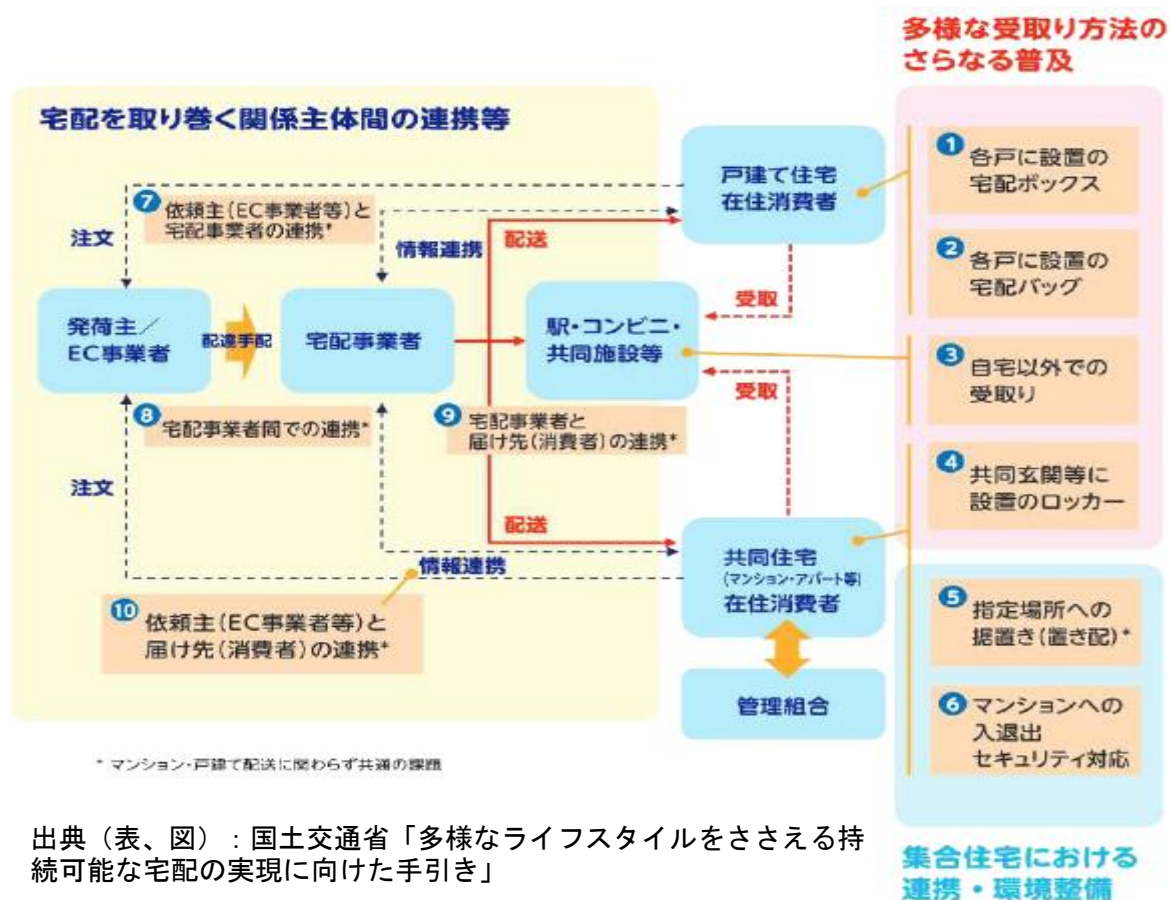 多様な受取り方法の
さらなる普及
宅配を取り巻く関係主体間の連携等
戸建て住宅
在住消費者
❶ 各戸に設置の
宅配ボックス
❷ 各戸に設置の
宅配バッグ
❸ 自宅以外での
受取り
❹ 共同玄関等に
設置のロッカー
❺ 指定場所への
据置き(置き配)*
❻ マンションへの
入退出
セキュリティ対応
❼ 依頼主(EC事業者等)と
宅配事業者の連携*
注文
情報連携
配送
受取
発荷主／
EC事業者
配達手配
宅配事業者
駅・コンビニ・
共同施設等
受取
❽ 宅配事業者間での連携*
❾ 宅配事業者と
届け先(消費者)の連携*
注文
配送
情報連携
共同住宅
(マンション・アパート等)
在住消費者
❿ 依頼主(EC事業者等)と
届け先(消費者)の連携*
管理組合
* マンション・戸建て配送に関わらず共通の課題
出典（表、図）：国土交通省「多様なライフスタイルをささえる持
続可能な宅配の実現に向けた手引き」
集合住宅における
連携・環境整備